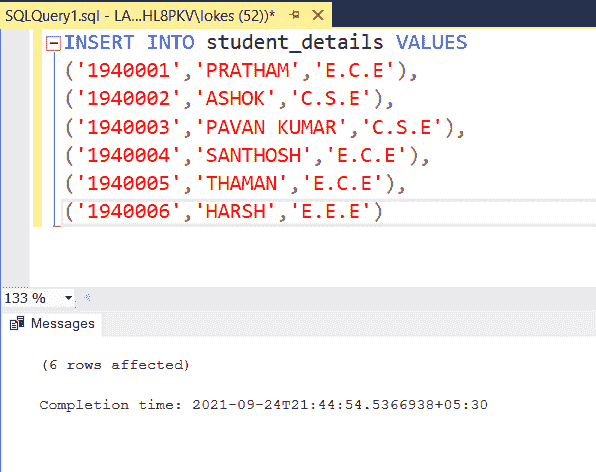 SQLQuery1.sql - LA...HL8PKV\lokes (52))*
INSERT INTO student_details VALUES
('1940001','PRATHAM','E.C.E'),
('1940002','ASHOK','C.S.E'),
('1940003','PAVAN KUMAR','C.S.E'),
('1940004','SANTHOSH','E.C.E'),
('1940005','THAMAN','E.C.E'),
('1940006','HARSH','E.E.E')
133 %
Messages
(6 rows affected)
Completion time: 2021-09-24T21:44:54.5366938+05:30